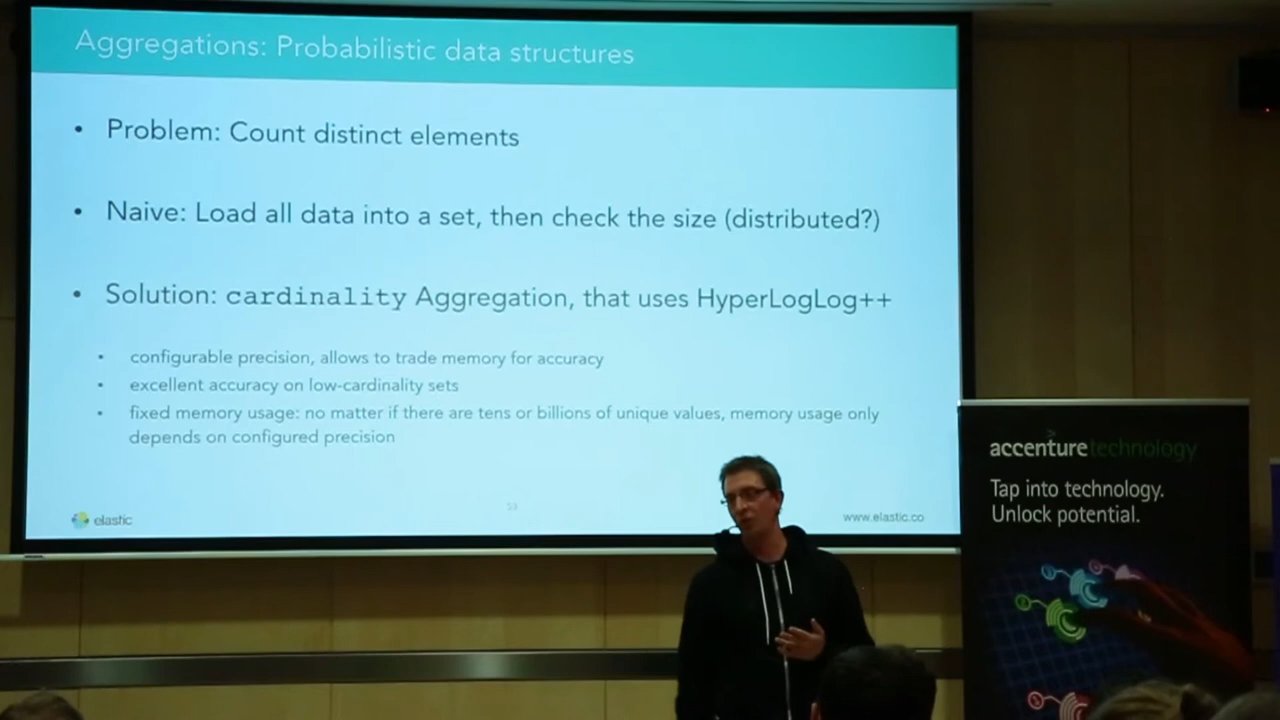 Aggregations: Probabilistic data structures
• Problem: Count distinct elements
• Naive: Load all data into a set, then check the size (distributed?)
• Solution: cardinality Aggregation, that uses HyperLogLog++
• configurable precision, allows to trade memory for accuracy
• excellent accuracy on low-cardinality sets
• fixed memory usage: no matter if there are tens or billions of unique values, memory usage only
depends on configured precision
elastic
53
www.elastic.co
accenturetechnology
Tap into technology.
Unlock potential.